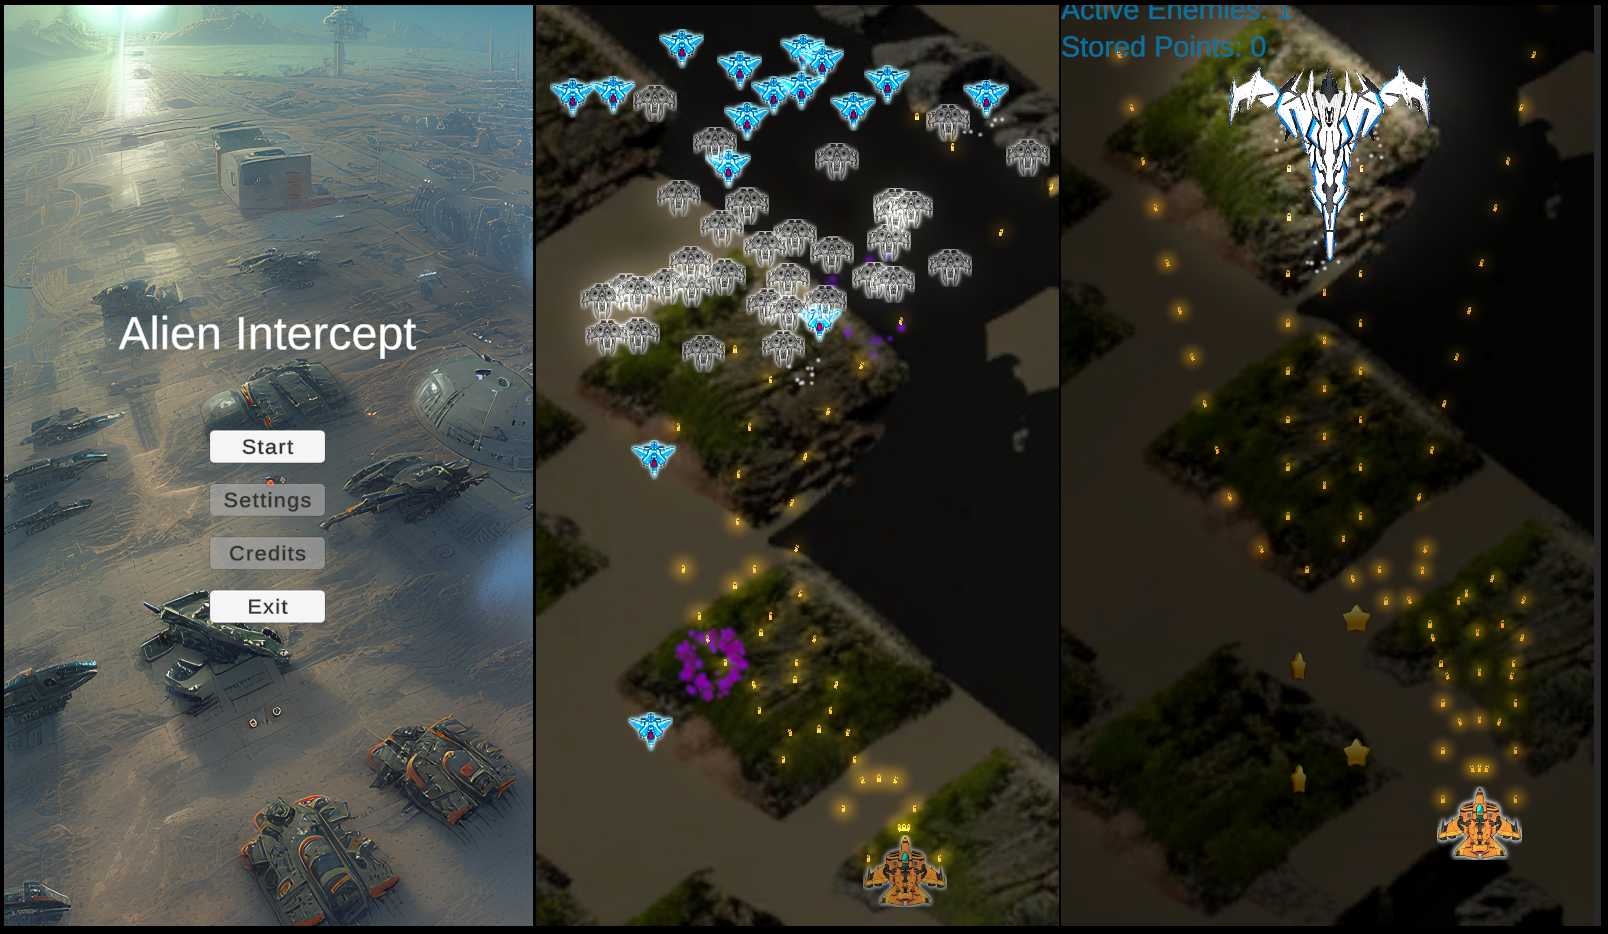 Alien Intercept
Start
Settings
Credits
Exit
Active Enemies: 1
Stored Points: 0